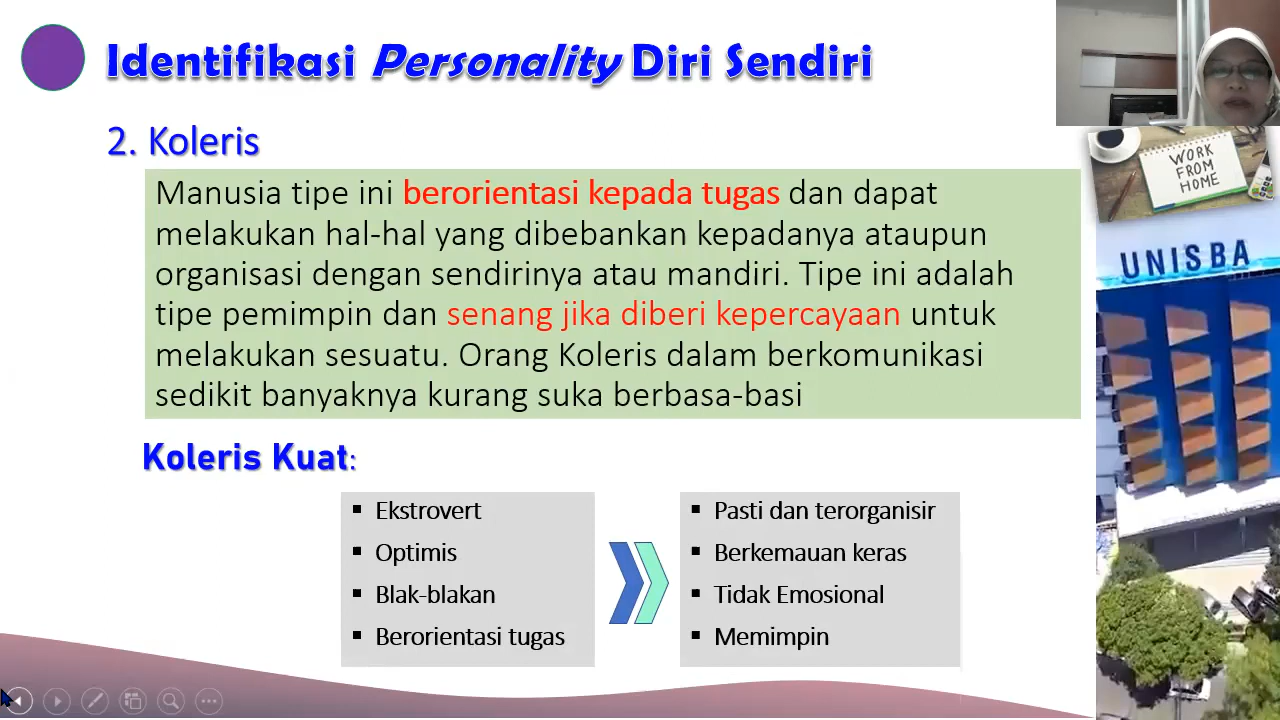 Identifikasi Personality Diri Sendiri
2. Koleris
Manusia tipe ini berorientasi kepada tugas dan dapat
melakukan hal-hal yang dibebankan kepadanya ataupun
organisasi dengan sendirinya atau mandiri. Tipe ini adalah
tipe pemimpin dan senang jika diberi kepercayaan untuk
melakukan sesuatu. Orang Koleris dalam berkomunikasi
sedikit banyaknya kurang suka berbasa-basi
Koleris Kuat:
▪ Ekstrovert
▪ Optimis
▪ Blak-blakan
▪ Berorientasi tugas
▪ Pasti dan terorganisir
▪ Berkemauan keras
▪ Tidak Emosional
▪ Memimpin
WORK
FROM
HOME
UNISBA